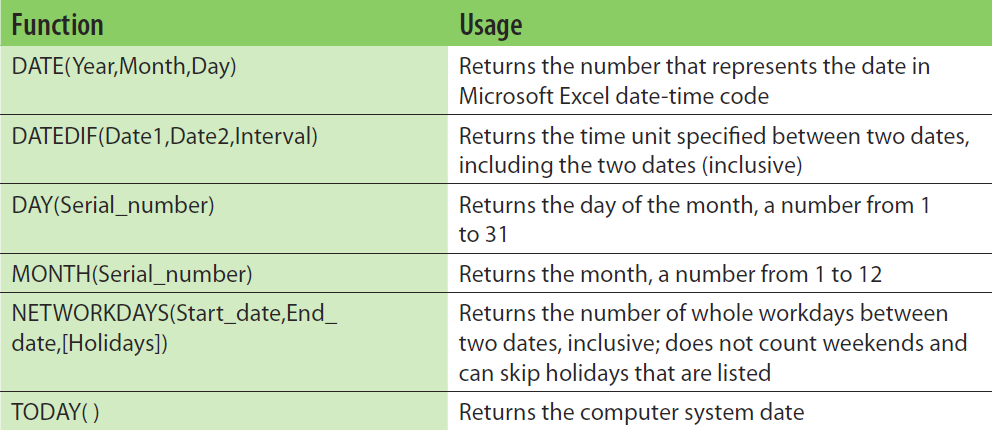 Function Usage
DATE(Year,Month,Day) Returns the number that represents the date in
Microsoft Excel date-time code
DATEDIF(Date1,Date2,Interval) Returns the time unit specified between two dates,
including the two dates (inclusive)
DAY(Serial_number) Returns the day of the month, a number from 1
to 31
MONTH(Serial_number) Returns the month, a number from 1 to 12
NETWORKDAYS(Start_date,End_ Returns the number of whole workdays between
date,[Holidays]) two dates, inclusive; does not count weekends and
can skip holidays that are listed
TODAY( ) Returns the computer system date